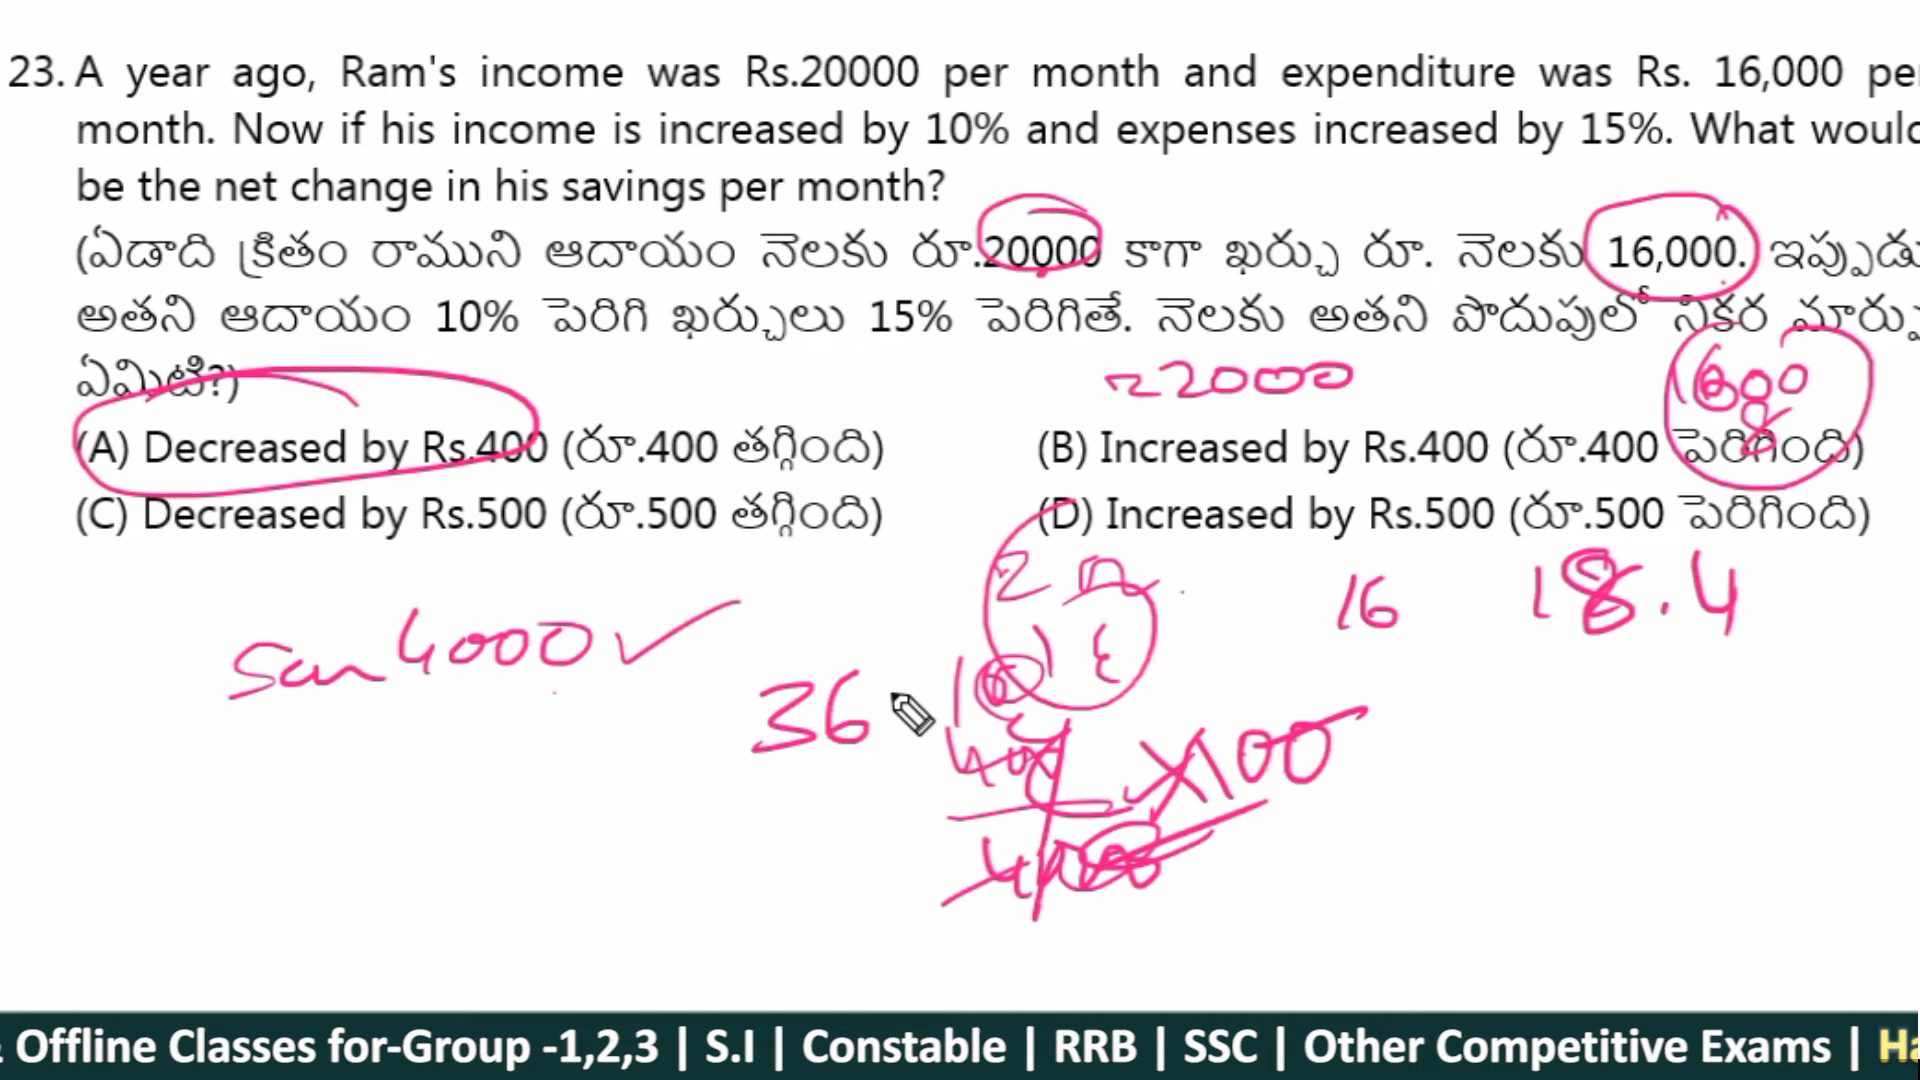 23. A year ago, Ram's income was Rs.20000 per month and expenditure was Rs. 16,000 pe
month. Now if his income is increased by 10% and expenses increased by 15%. What would
be the net change in his savings per month?
(ఏడాది క్రితం రాముని ఆదాయం నెలకు రూ.20000 కాగా ఖర్చు రూ. నెలకు 16,000. ఇప్పుడు
అతని ఆదాయం 10% పెరిగి ఖర్చులు 15% పెరిగితే. నెలకు అతని పొదుపులో నికర మార్పు
ఏమిటి?)
22000
1600
8
(A) Decreased by Rs.400 (రూ.400 తగ్గింది) (B) Increased by Rs.400 (రూ.400 పెరిగింది)
(C) Decreased by Rs.500 (రూ.500 తగ్గింది) (D) Increased by Rs.500 (రూ.500 పెరిగింది)
16 18.4
4000
36
×100
Offline Classes for-Group -1,2,3 | S.I | Constable | RRB | SSC | Other Competitive Exams | Ha